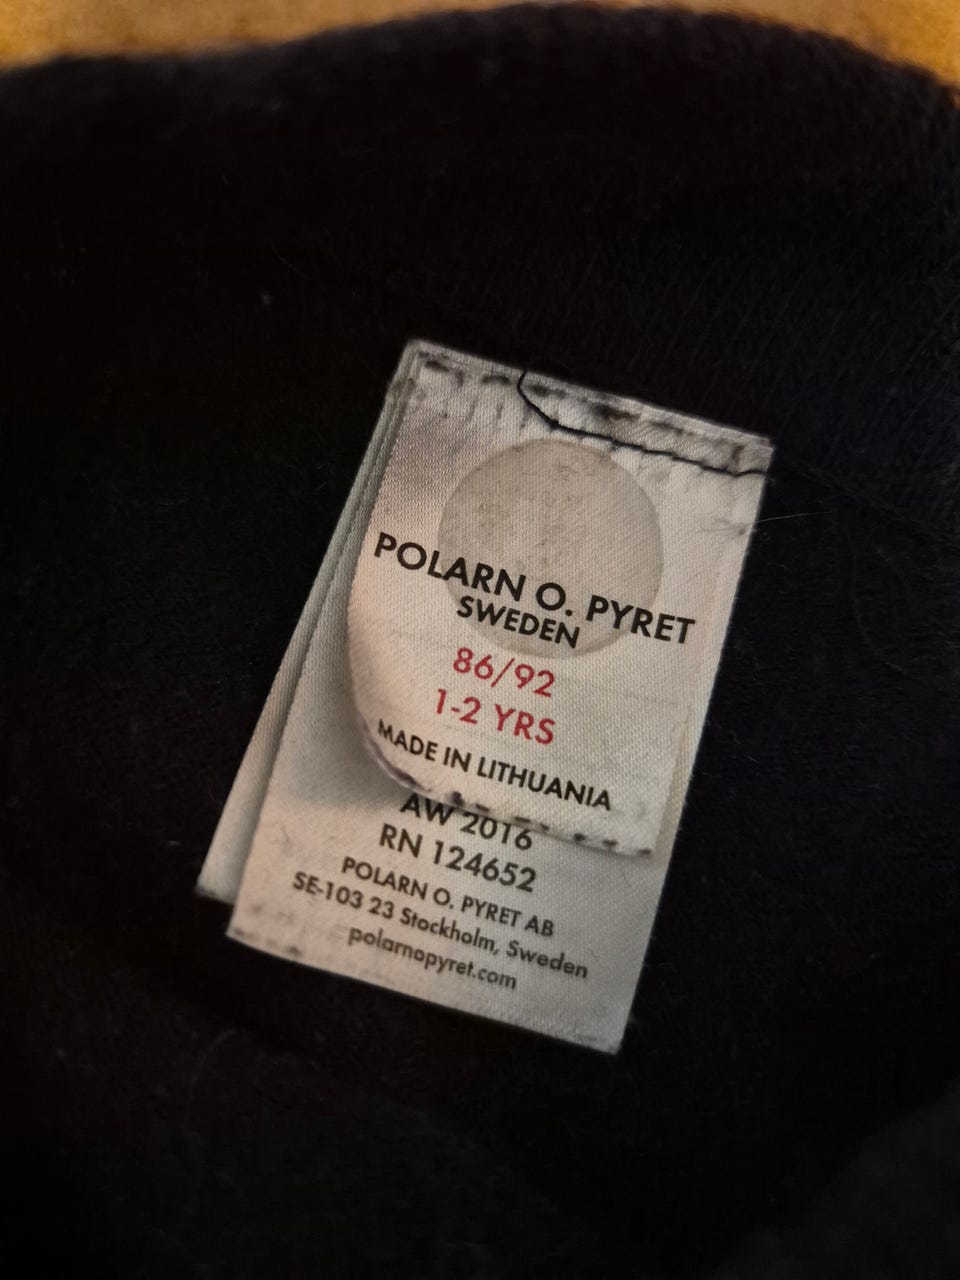 POLARN O. PYRET
SWEDEN
86/92
1-2 YRS
MADE IN LITHUANIA
AW 2016
RN 124652
POLARN O. PYRET AB
SE-103 23 Stockholm, Sweden
polarnopyret.com